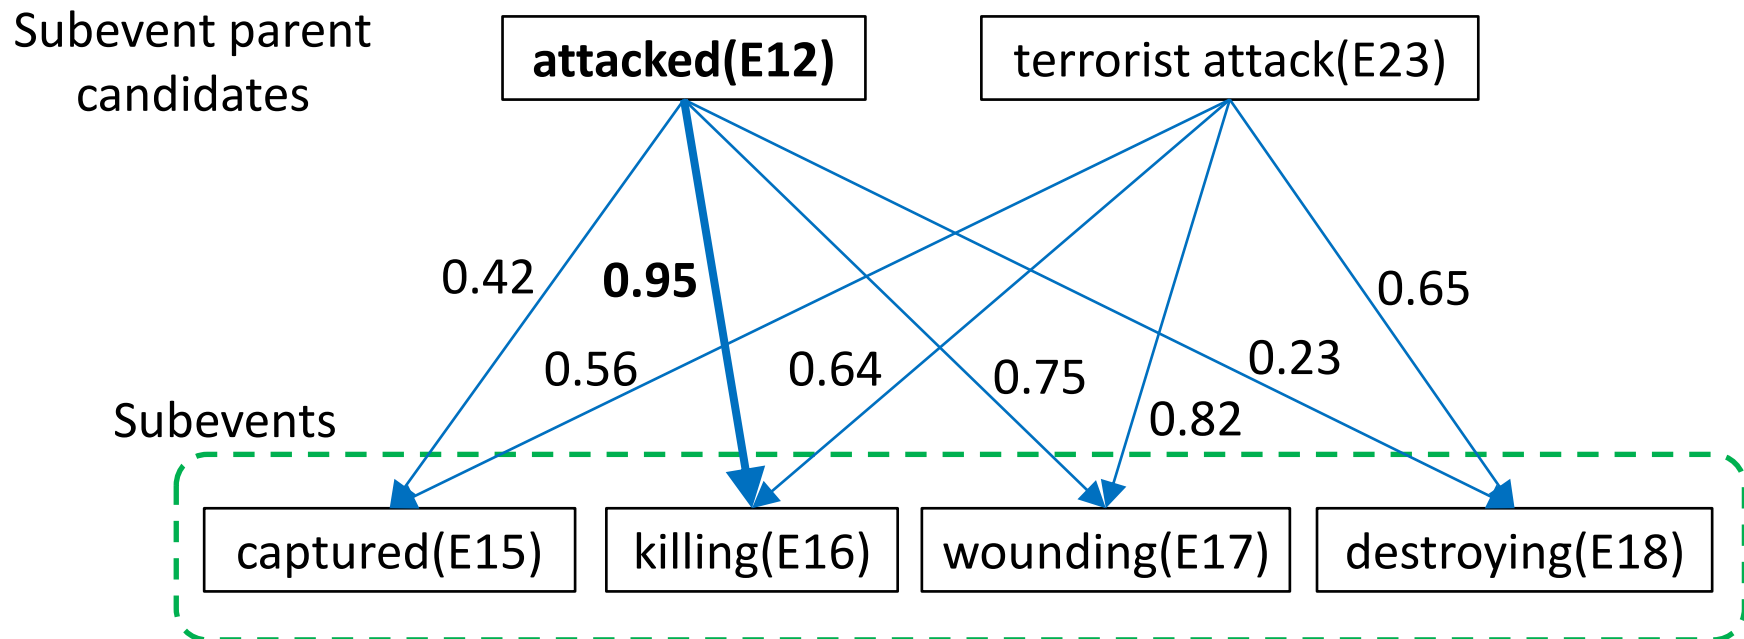 Subevent parent
candidates
attacked(E12)
terrorist attack(E23)
0.42
0.95
0.65
0.56
0.64
0.75
0.23
0.82
Subevents
captured(E15)
killing(E16)
wounding(E17)
destroying(E18)